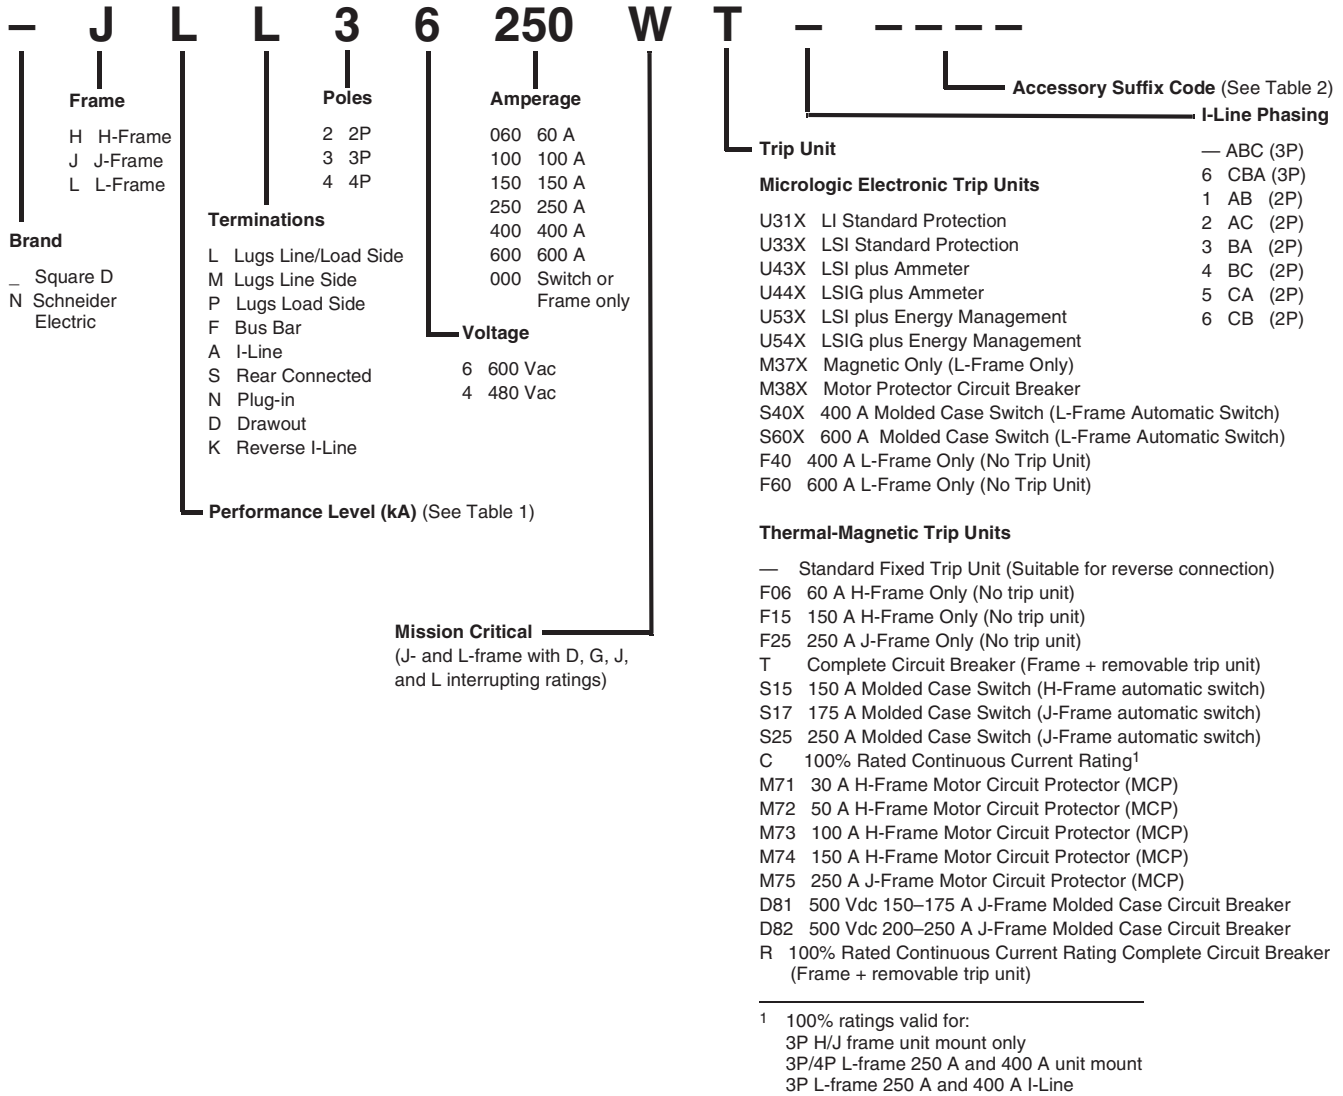 – J L L 3 6 250 W T – – – – –
Frame
H H-Frame
J J-Frame
L L-Frame
Brand
_ Square D
N Schneider
Electric
Terminations
L Lugs Line/Load Side
M Lugs Line Side
P Lugs Load Side
F Bus Bar
A I-Line
S Rear Connected
N Plug-in
D Drawout
K Reverse I-Line
Performance Level (kA) (See Table 1)
Poles
2 2P
3 3P
4 4P
Amperage
060 60 A
100 100 A
150 150 A
250 250 A
400 400 A
600 600 A
000 Switch or
Frame only
Voltage
6 600 Vac
4 480 Vac
Mission Critical
(J- and L-frame with D, G, J,
and L interrupting ratings)
Accessory Suffix Code (See Table 2)
I-Line Phasing
— ABC (3P)
6 CBA (3P)
1 AB (2P)
2 AC (2P)
3 BA (2P)
4 BC (2P)
5 CA (2P)
6 CB (2P)
Trip Unit
Micrologic Electronic Trip Units
U31X LI Standard Protection
U33X LSI Standard Protection
U43X LSI plus Ammeter
U44X LSIG plus Ammeter
U53X LSI plus Energy Management
U54X LSIG plus Energy Management
M37X Magnetic Only (L-Frame Only)
M38X Motor Protector Circuit Breaker
S40X 400 A Molded Case Switch (L-Frame Automatic Switch)
S60X 600 A Molded Case Switch (L-Frame Automatic Switch)
F40 400 A L-Frame Only (No Trip Unit)
F60 600 A L-Frame Only (No Trip Unit)
Thermal-Magnetic Trip Units
— Standard Fixed Trip Unit (Suitable for reverse connection)
F06 60 A H-Frame Only (No trip unit)
F15 150 A H-Frame Only (No trip unit)
F25 250 A J-Frame Only (No trip unit)
T Complete Circuit Breaker (Frame + removable trip unit)
S15 150 A Molded Case Switch (H-Frame automatic switch)
S17 175 A Molded Case Switch (J-Frame automatic switch)
S25 250 A Molded Case Switch (J-Frame automatic switch)
C 100% Rated Continuous Current Rating1
M71 30 A H-Frame Motor Circuit Protector (MCP)
M72 50 A H-Frame Motor Circuit Protector (MCP)
M73 100 A H-Frame Motor Circuit Protector (MCP)
M74 150 A H-Frame Motor Circuit Protector (MCP)
M75 250 A J-Frame Motor Circuit Protector (MCP)
D81 500 Vdc 150–175 A J-Frame Molded Case Circuit Breaker
D82 500 Vdc 200–250 A J-Frame Molded Case Circuit Breaker
R 100% Rated Continuous Current Rating Complete Circuit Breaker
(Frame + removable trip unit)
1 100% ratings valid for:
3P H/J frame unit mount only
3P/4P L-frame 250 A and 400 A unit mount
3P L-frame 250 A and 400 A I-Line